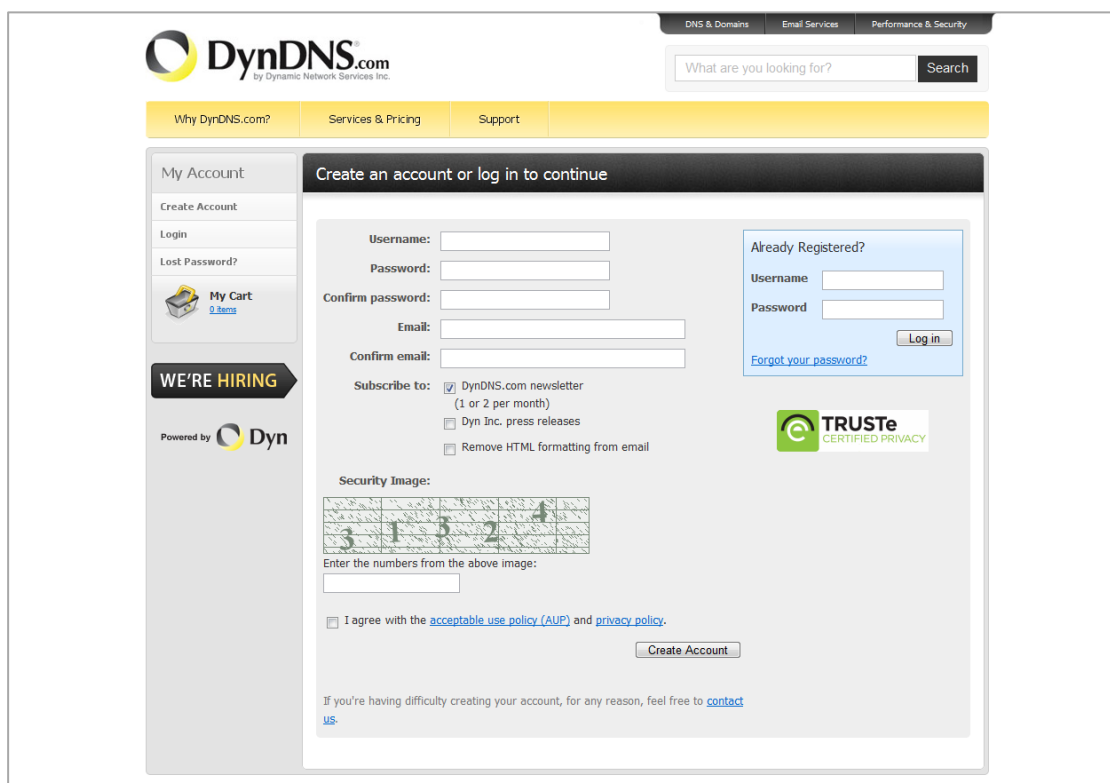 DNS & Domains Email Services Performance & Security
DynDNS.com
by Dynamic Network Services Inc.
What are you looking for? Search
Why DynDNS.com? Services & Pricing Support
My Account
Create Account
Login
Lost Password?
My Cart
0 items
WE'RE HIRING
Powered by Dyn
Create an account or log in to continue
Username:
Password:
Confirm password:
Email:
Confirm email:
Subscribe to: DynDNS.com newsletter
(1 or 2 per month)
Dyn Inc. press releases
Remove HTML formatting from email
Security Image:
3 1 3 2 4
Enter the numbers from the above image:
I agree with the acceptable use policy (AUP) and privacy policy.
Create Account
If you're having difficulty creating your account, for any reason, feel free to contact
us.
Already Registered?
Username
Password
Log in
Forgot your password?
TRUSTe
CERTIFIED PRIVACY